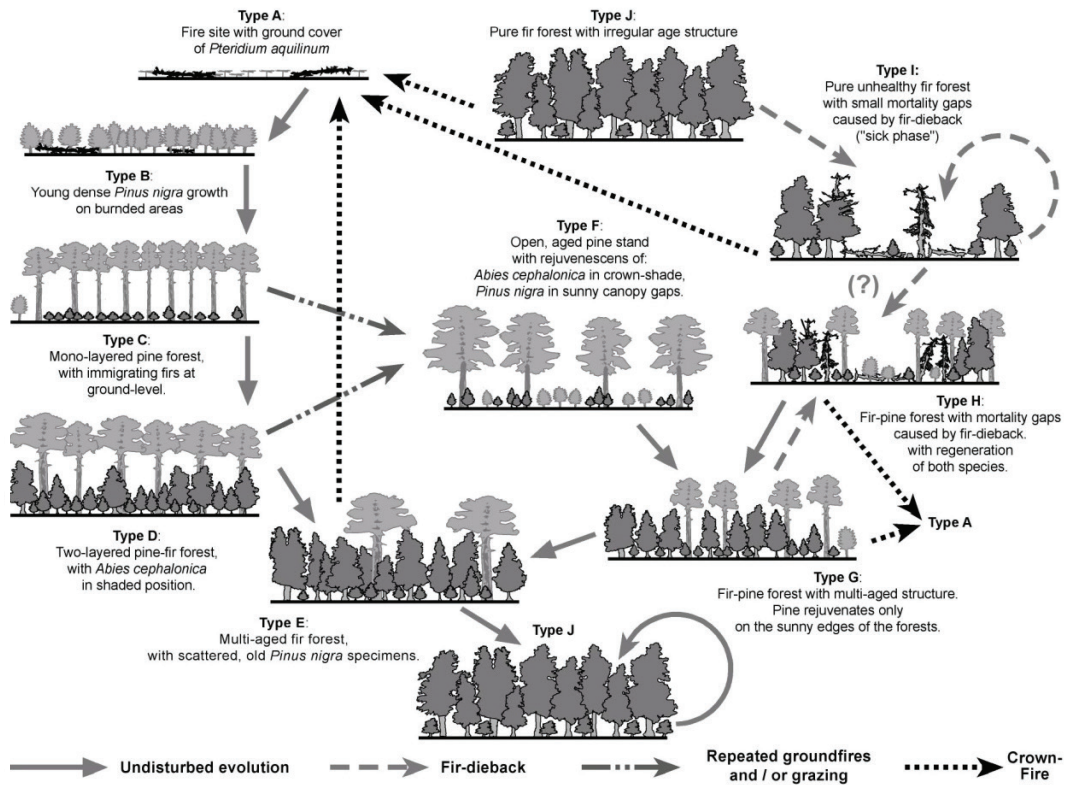 Type A:
Fire site with ground cover
of Pteridium aquilinum
Type J:
Pure fir forest with irregular age structure
Type I:
Pure unhealthy fir forest
with small mortality gaps
caused by fir-dieback
("sick phase")
Type B:
Young dense Pinus nigra growth
on burnded areas
Type F:
Open, aged pine stand
with rejuvenescens of:
Abies cephalonica in crown-shade,
Pinus nigra in sunny canopy gaps.
(?)
Type C:
Mono-layered pine forest,
with immigrating firs at
ground-level.
Type H:
Fir-pine forest with mortality gaps
caused by fir-dieback.
with regeneration
of both species.
Type A
Type D:
Two-layered pine-fir forest,
with Abies cephalonica
in shaded position.
Type G:
Fir-pine forest with multi-aged structure.
Pine rejuvenates only
on the sunny edges of the forests.
Type E:
Multi-aged fir forest,
with scattered, old Pinus nigra specimens.
Type J
Undisturbed evolution
Fir-dieback
Repeated groundfires
and / or grazing
Crown-
Fire